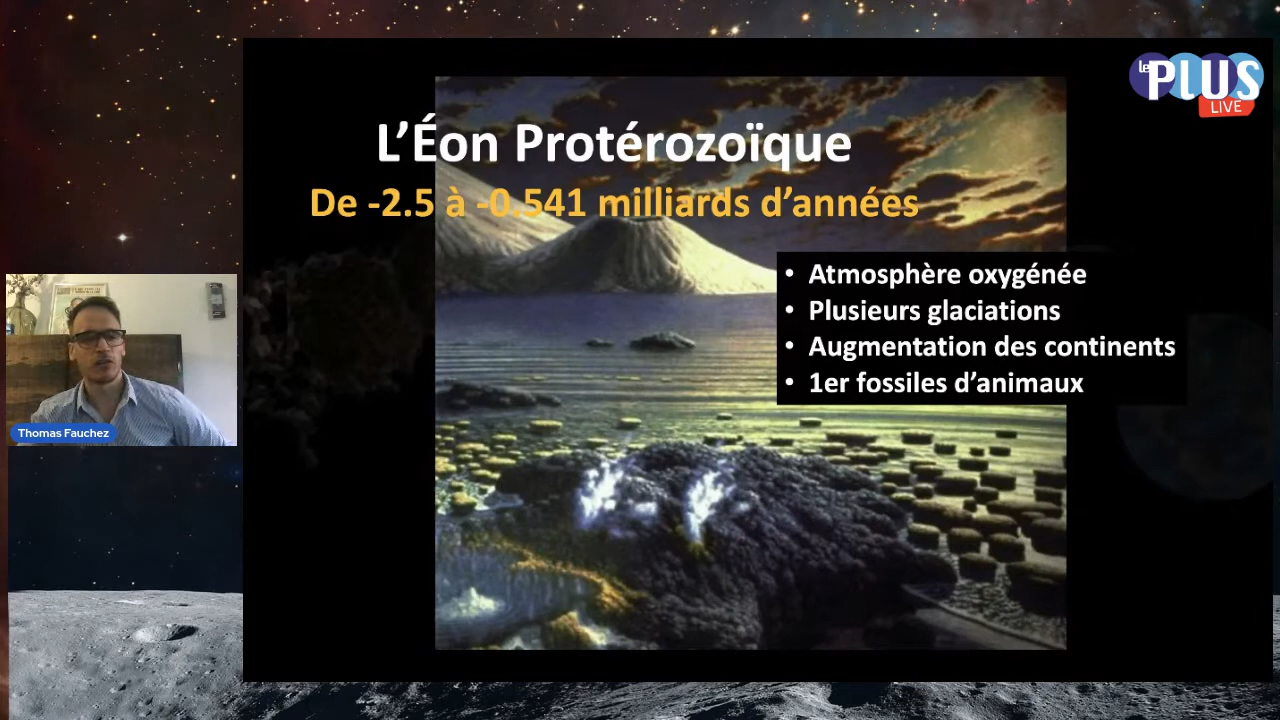 le
PLUS
LIVE
L'Éon Protérozoïque
De -2.5 à -0.541 milliards d'années
• Atmosphère oxygénée
• Plusieurs glaciations
• Augmentation des continents
• 1er fossiles d'animaux
Thomas Fauchez